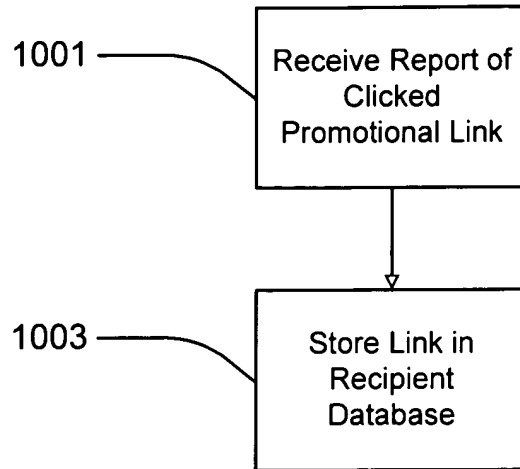 1001
Receive Report of
Clicked
Promotional Link
1003
Store Link in
Recipient
Database